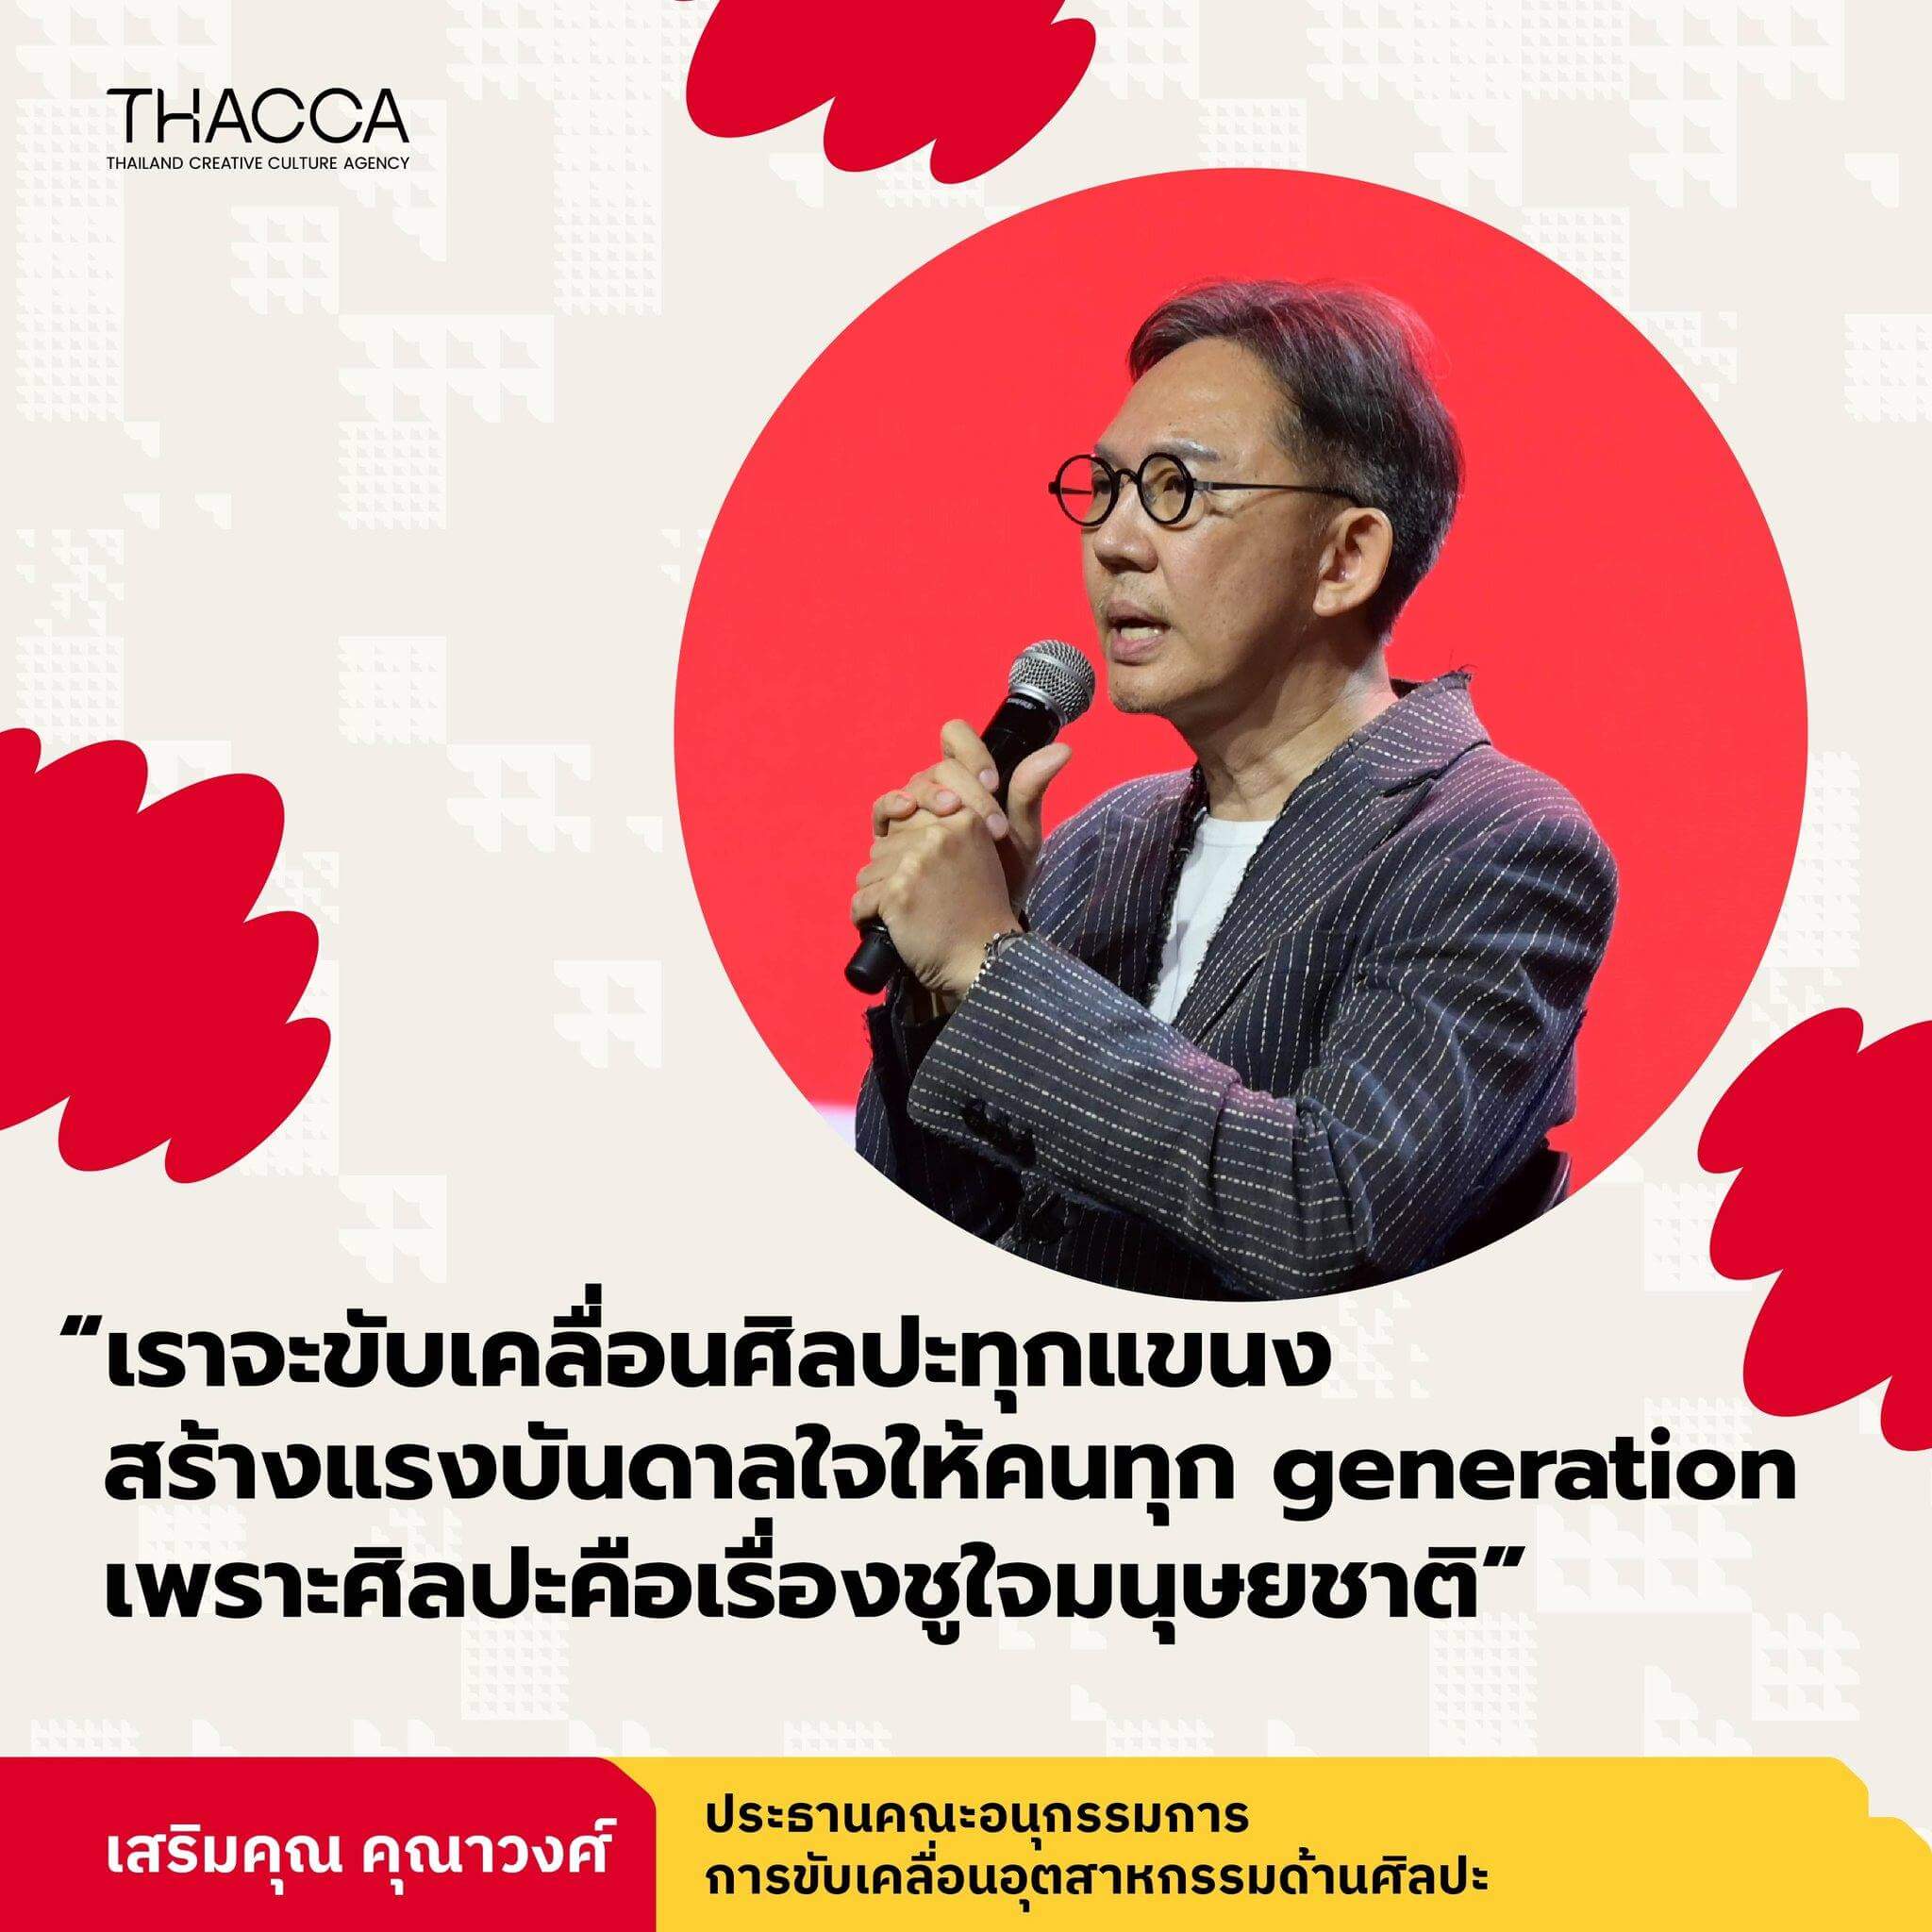 THACCA
THAILAND CREATIVE CULTURE AGENCY
“เราจะขับเคลื่อนศิลปะทุกแขนง
สร้างแรงบันดาลใจให้คนทุก generation
เพราะศิลปะคือเรื่องชูใจมนุษยชาติ”
เสริมคุณ คุณาวงศ์
ประธานคณะอนุกรรมการ
การขับเคลื่อนอุตสาหกรรมด้านศิลปะ